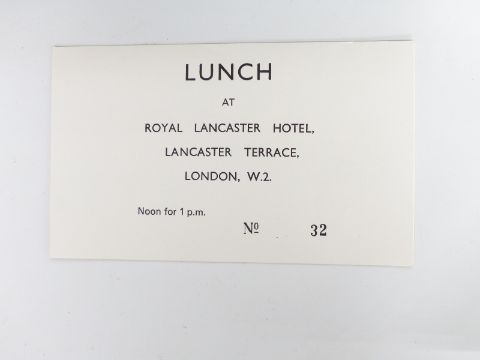 LUNCH
AT
ROYAL LANCASTER HOTEL,
LANCASTER TERRACE,
LONDON, W.2.
Noon for 1 p.m.
Nº 32